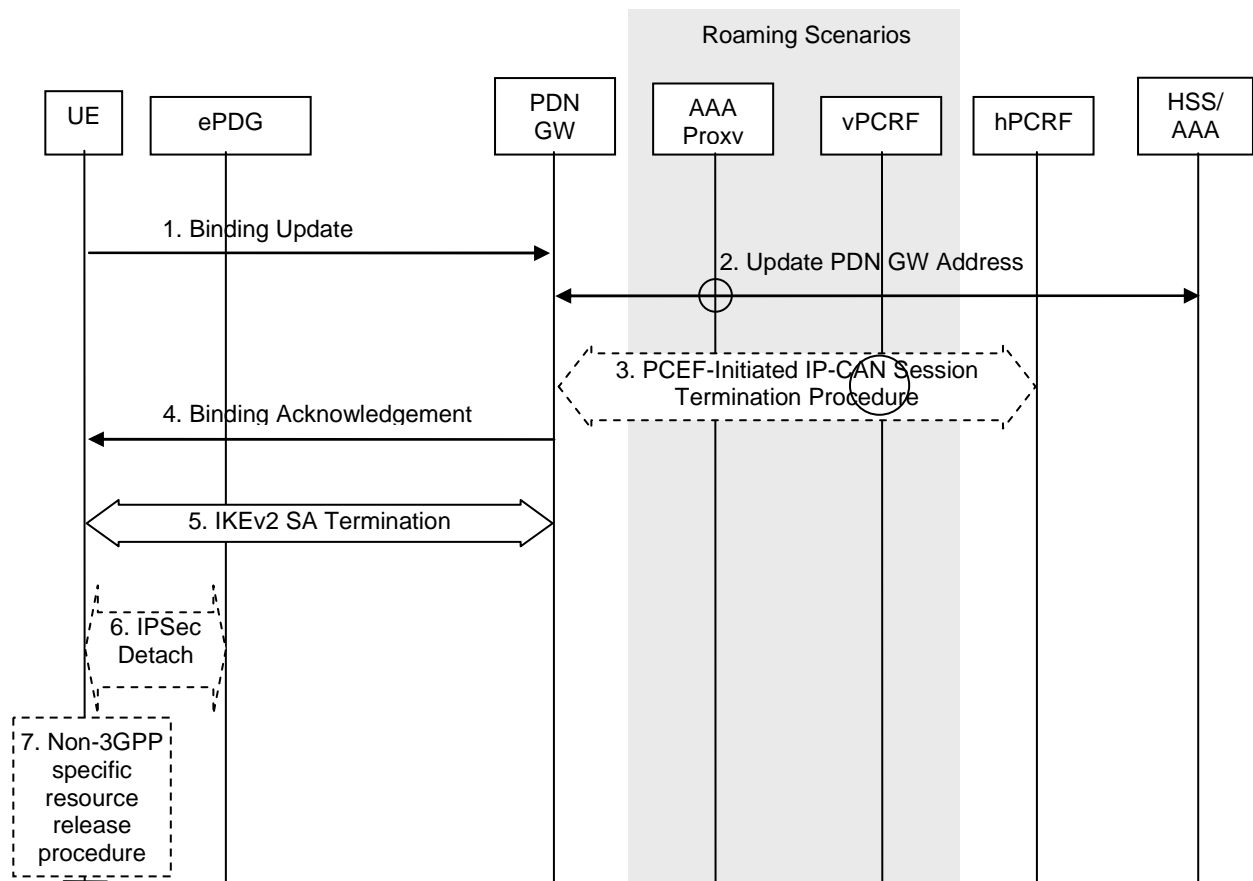 Roaming Scenarios
UE
ePDG
PDN
GW
AAA
Proxy
vPCRF
hPCRF
HSS/
AAA
1. Binding Update
2. Update PDN GW Address
3. PCEF-Initiated IP-CAN Session
Termination Procedure
4. Binding Acknowledgement
5. IKEv2 SA Termination
6. IPSec
Detach
7. Non-3GPP
specific
resource
release
procedure